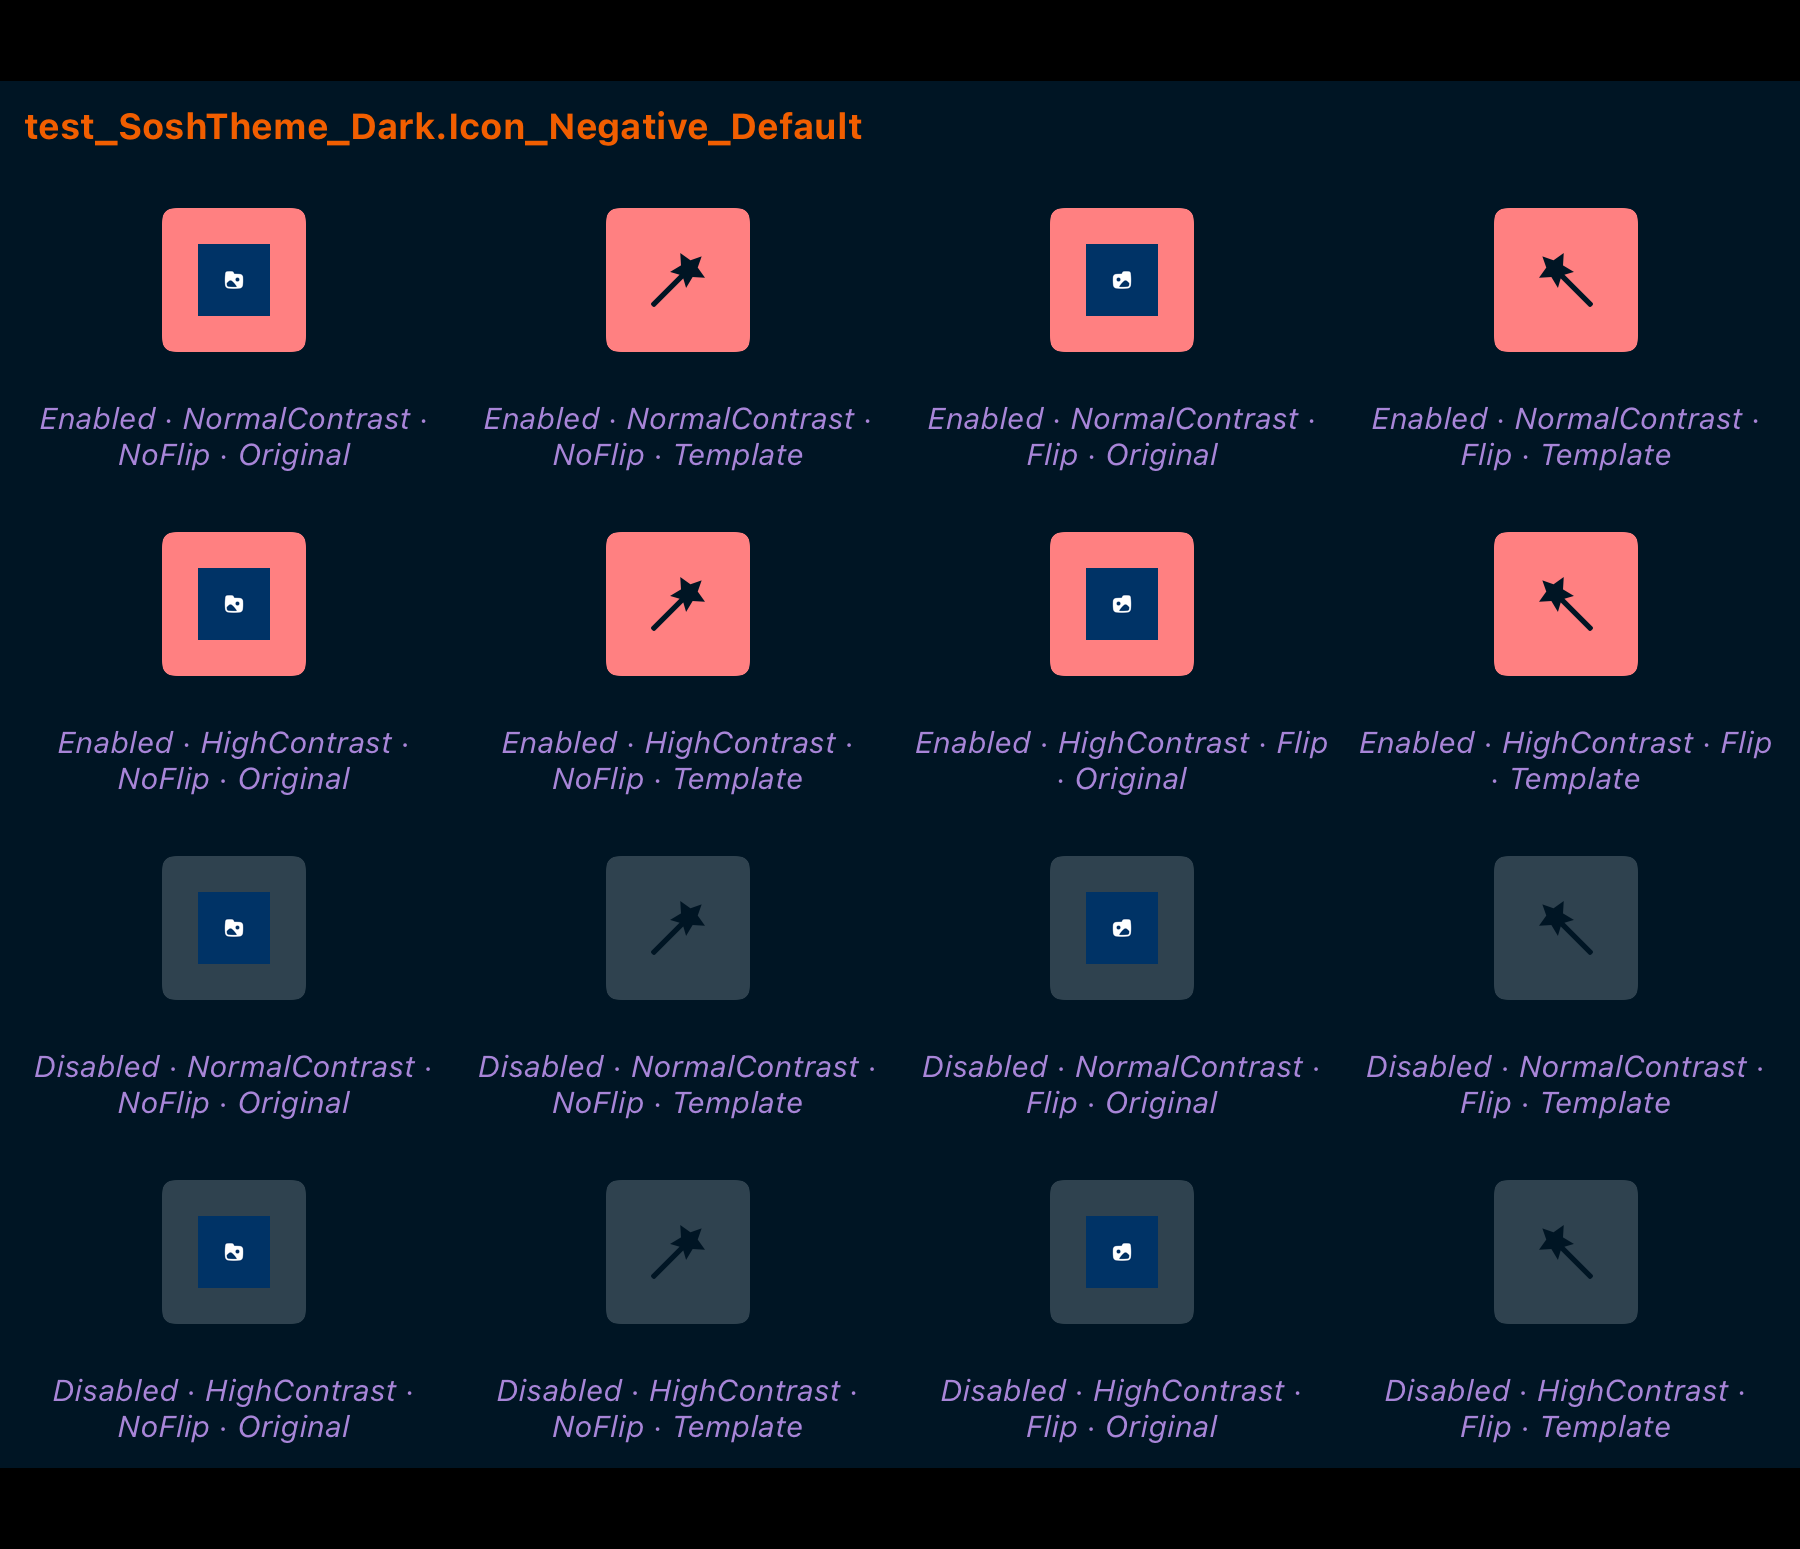 test_SoshTheme_Dark.Icon_Negative_Default
Enabled · NormalContrast ·
NoFlip · Original
Enabled · NormalContrast ·
NoFlip · Template
Enabled · NormalContrast ·
Flip · Original
Enabled · NormalContrast ·
Flip · Template
Enabled · HighContrast ·
NoFlip · Original
Enabled · HighContrast ·
NoFlip · Template
Enabled · HighContrast · Flip
· Original
Enabled · HighContrast · Flip
· Template
Disabled · NormalContrast ·
NoFlip · Original
Disabled · NormalContrast ·
NoFlip · Template
Disabled · NormalContrast ·
Flip · Original
Disabled · NormalContrast ·
Flip · Template
Disabled · HighContrast ·
NoFlip · Original
Disabled · HighContrast ·
NoFlip · Template
Disabled · HighContrast ·
Flip · Original
Disabled · HighContrast ·
Flip · Template